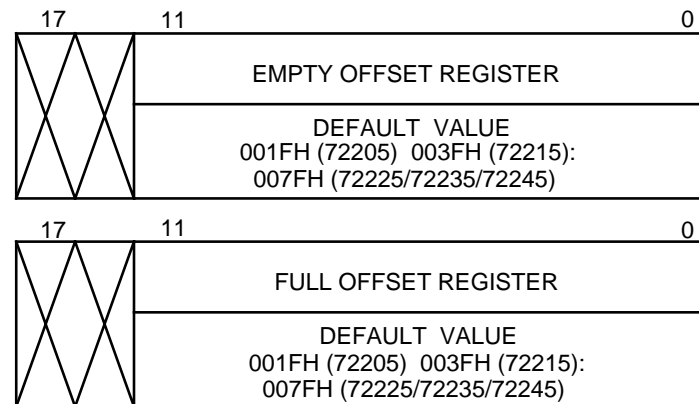 17 11 0
EMPTY OFFSET REGISTER
DEFAULT VALUE
001FH (72205) 003FH (72215):
007FH (72225/72235/72245)
17 11 0
FULL OFFSET REGISTER
DEFAULT VALUE
001FH (72205) 003FH (72215):
007FH (72225/72235/72245)